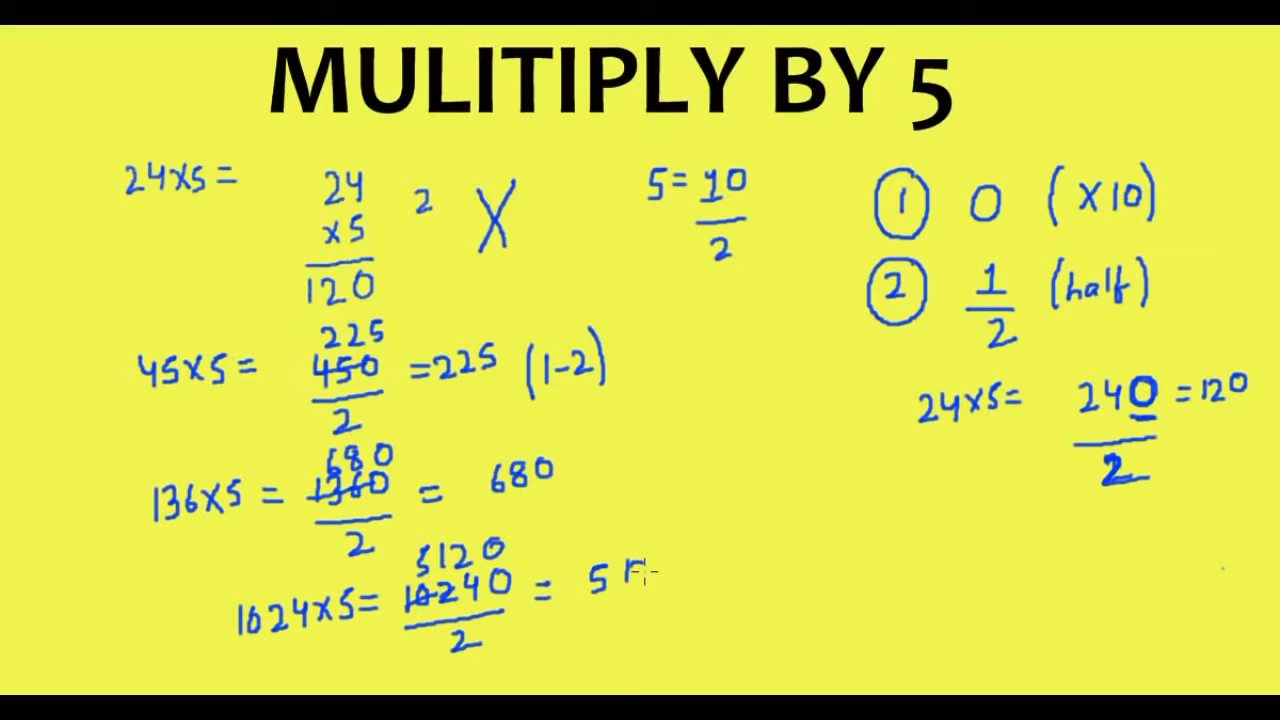 MULITIPLY BY 5
24x5=
24 2 X
x5
120
5=10
2
1 0 (x10)
2 1 (half)
2
225
45x5= 450 =225 (1-2)
2
24x5= 240 =120
2
680
136x5= 1360 = 680
2
5120
1024x5= 10240 = 5
2